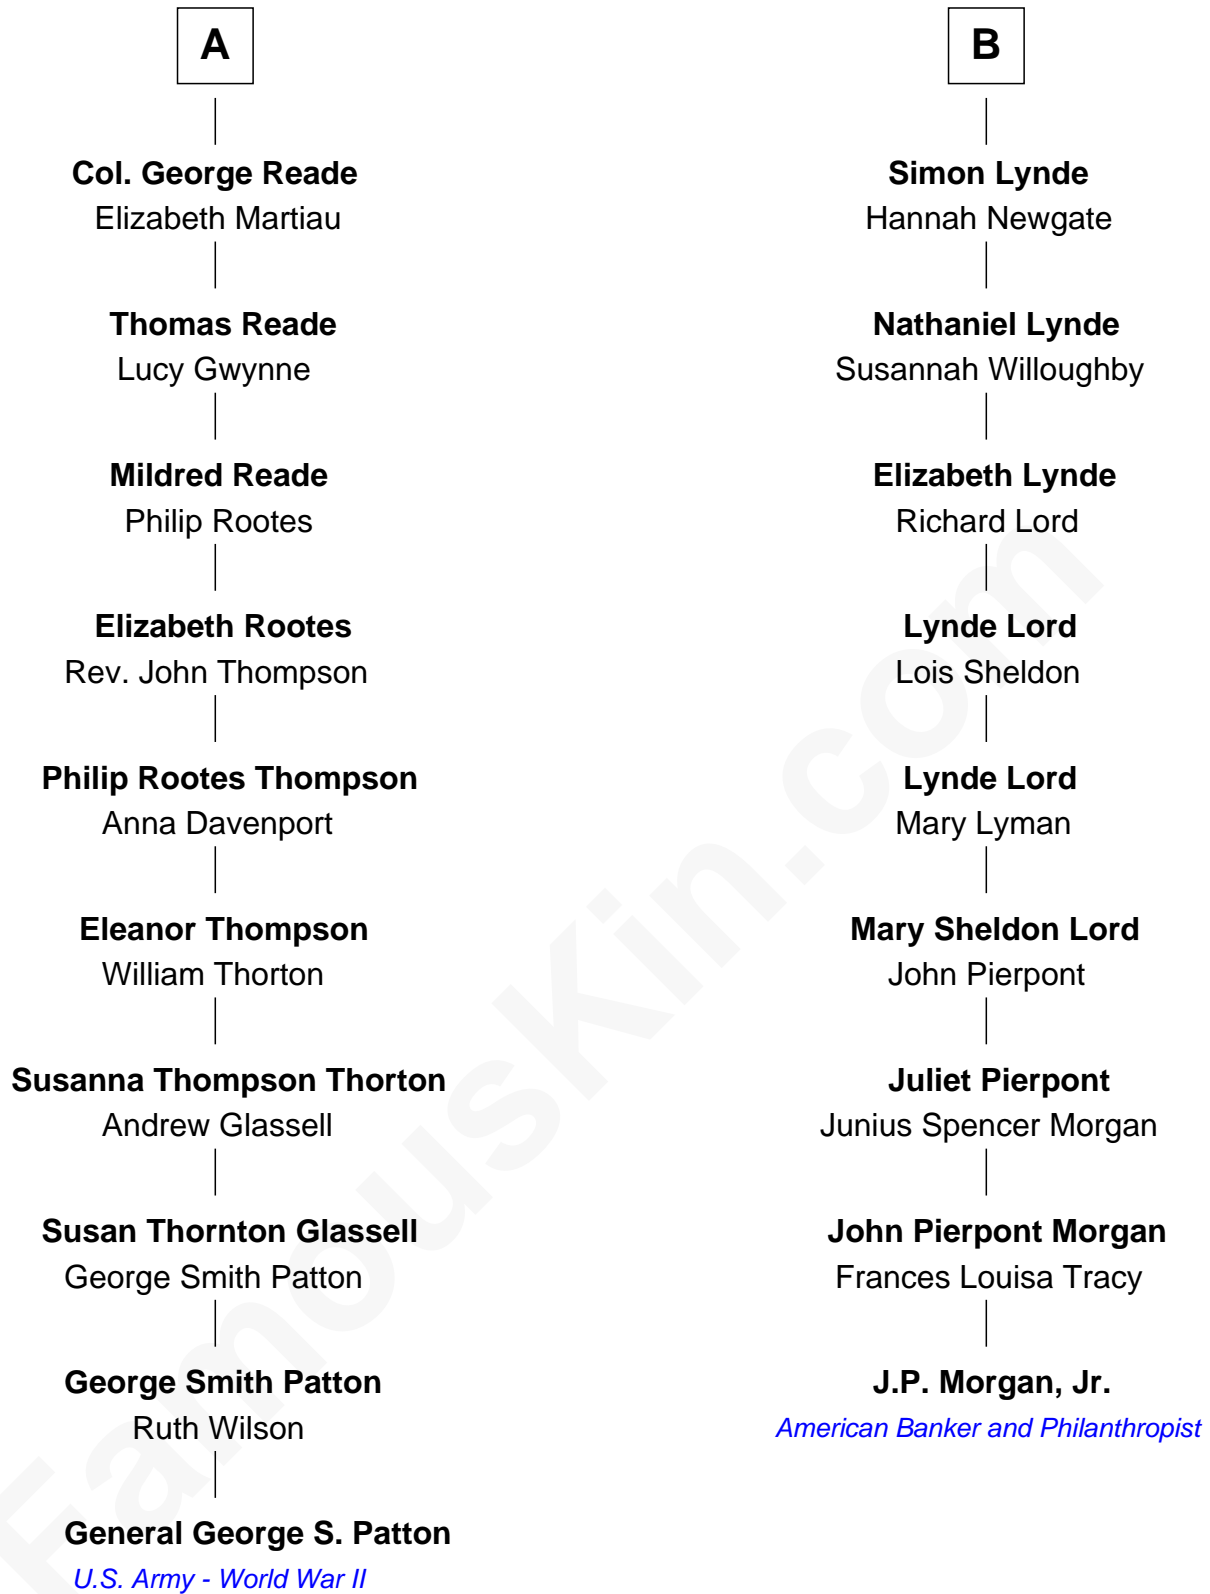 A
Col. George Reade
Elizabeth Martiau
Thomas Reade
Lucy Gwynne
Mildred Reade
Philip Rootes
Elizabeth Rootes
Rev. John Thompson
Philip Rootes Thompson
Anna Davenport
Eleanor Thompson
William Thorton
Susanna Thompson Thorton
Andrew Glassell
Susan Thornton Glassell
George Smith Patton
George Smith Patton
Ruth Wilson
General George S. Patton
U.S. Army - World War II
B
Simon Lynde
Hannah Newgate
Nathaniel Lynde
Susannah Willoughby
Elizabeth Lynde
Richard Lord
Lynde Lord
Lois Sheldon
Lynde Lord
Mary Lyman
Mary Sheldon Lord
John Pierpont
Juliet Pierpont
Junius Spencer Morgan
John Pierpont Morgan
Frances Louisa Tracy
J.P. Morgan, Jr.
American Banker and Philanthropist
FamousKin.com